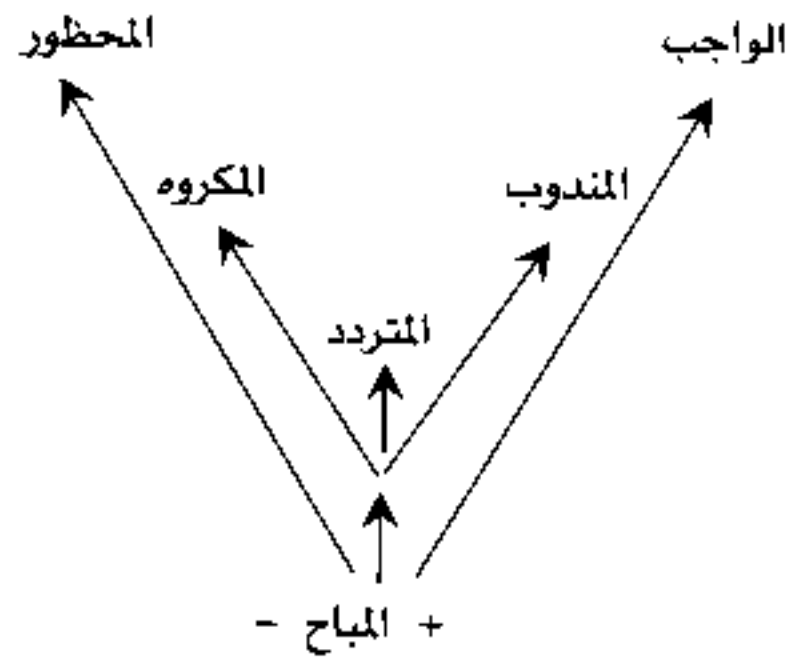 الواجب
المحظور
المندوب
المكروه
المتردد
+ المباح -